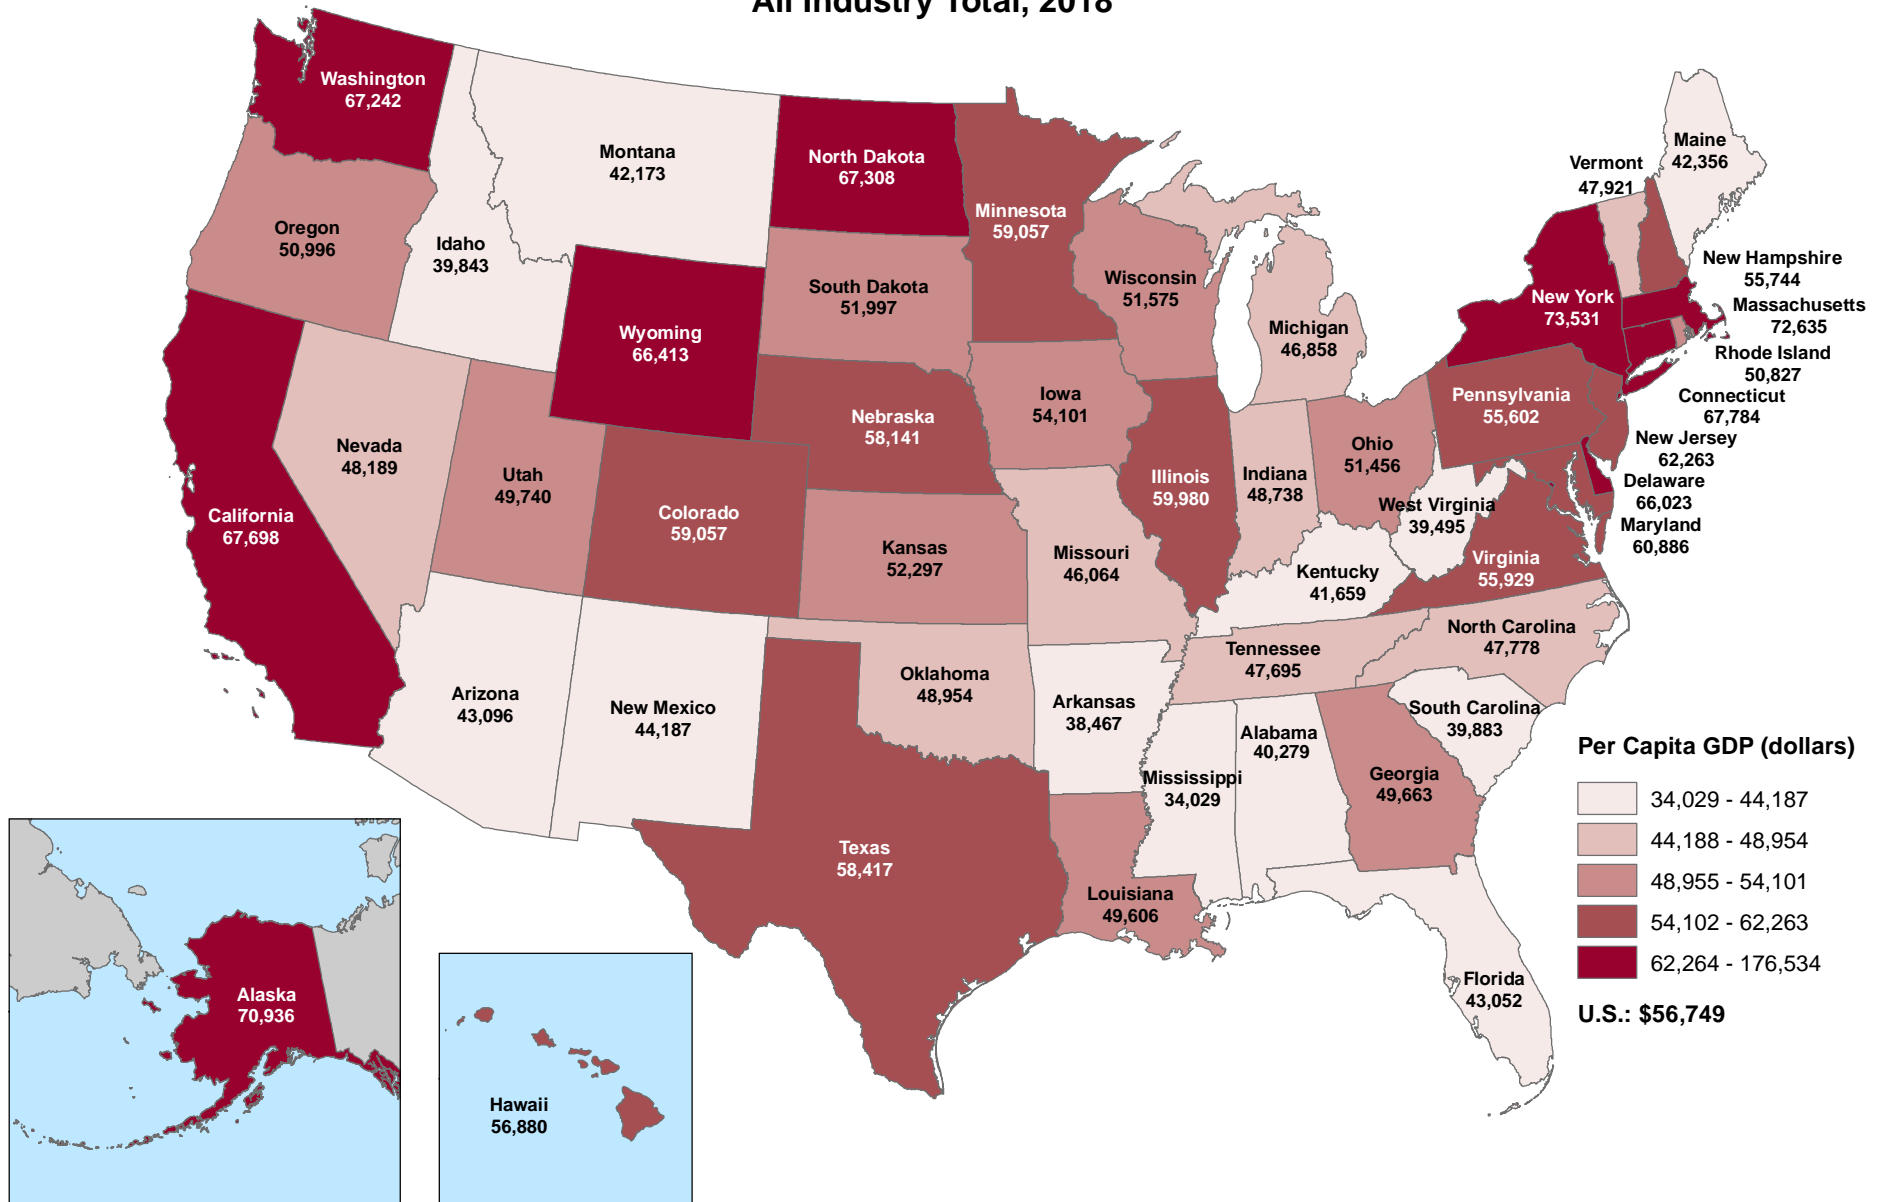 All Industry Total, 2018
Washington
67,242
Montana
42,173
North Dakota
67,308
Minnesota
59,057
Maine
42,356
Vermont
47,921
Oregon
50,996
Idaho
39,843
Wyoming
66,413
South Dakota
51,997
Wisconsin
51,575
Michigan
46,858
New York
73,531
New Hampshire
55,744
Massachusetts
72,635
Rhode Island
50,827
Connecticut
67,784
New Jersey
62,263
Delaware
66,023
Maryland
60,886
Nevada
48,189
Utah
49,740
Colorado
59,057
Nebraska
58,141
Iowa
54,101
Illinois
59,980
Indiana
48,738
Ohio
51,456
Pennsylvania
55,602
West Virginia
39,495
Virginia
55,929
California
67,698
Kansas
52,297
Missouri
46,064
Kentucky
41,659
Tennessee
47,695
North Carolina
47,778
South Carolina
39,883
Arizona
43,096
New Mexico
44,187
Oklahoma
48,954
Arkansas
38,467
Mississippi
34,029
Alabama
40,279
Georgia
49,663
Texas
58,417
Louisiana
49,606
Florida
43,052
Alaska
70,936
Hawaii
56,880
Per Capita GDP (dollars)
34,029 - 44,187
44,188 - 48,954
48,955 - 54,101
54,102 - 62,263
62,264 - 176,534
U.S.: $56,749